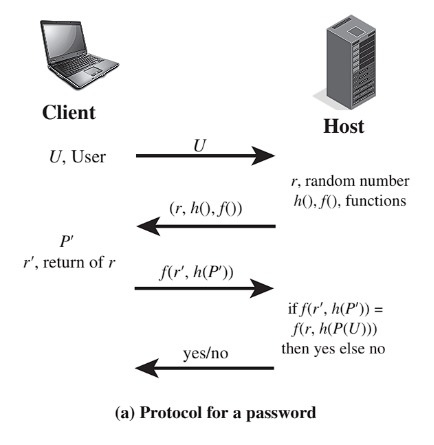 Client
Host
U, User
U
r, random number
h(), f(), functions
(r, h(), f())
P′
r′, return of r
f(r′, h(P′))
if f(r′, h(P′)) =
f(r, h(P(U)))
then yes else no
yes/no
(a) Protocol for a password